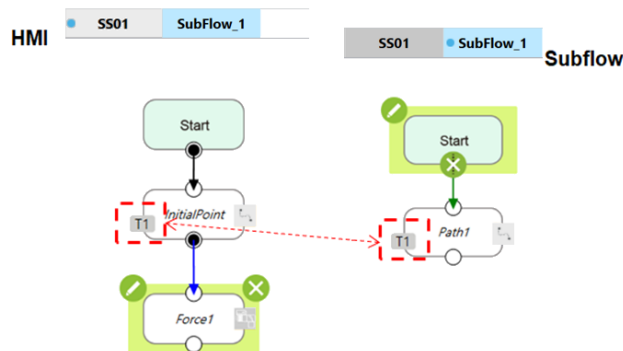 HMI
SS01 SubFlow_1
SS01 SubFlow_1
Subflow
Start
InitialPoint
T1
Force1
Start
Path1
T1